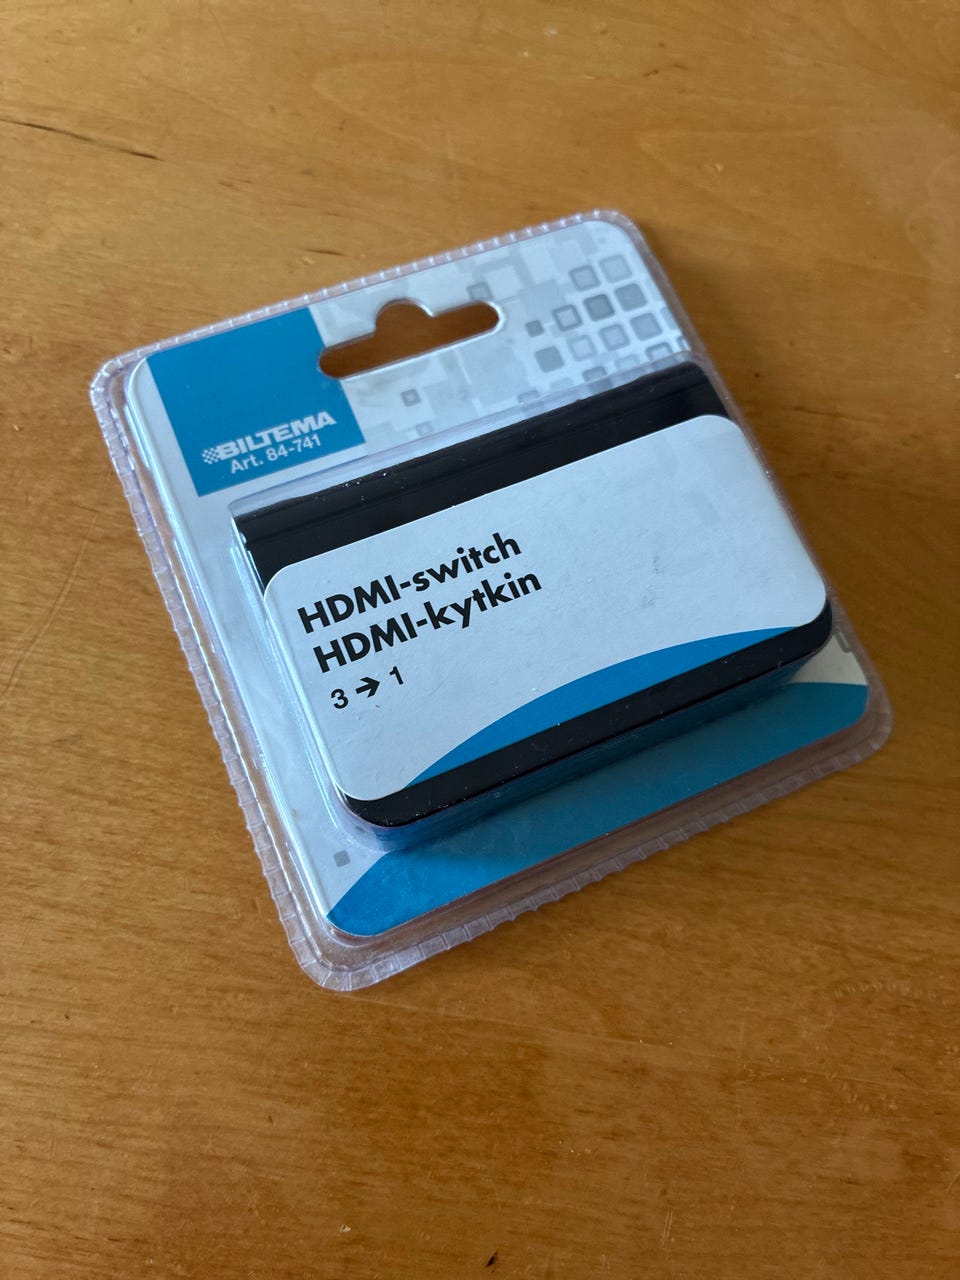 BILTEMA
Art. 84-741
HDMI-switch
HDMI-kytkin
3 → 1